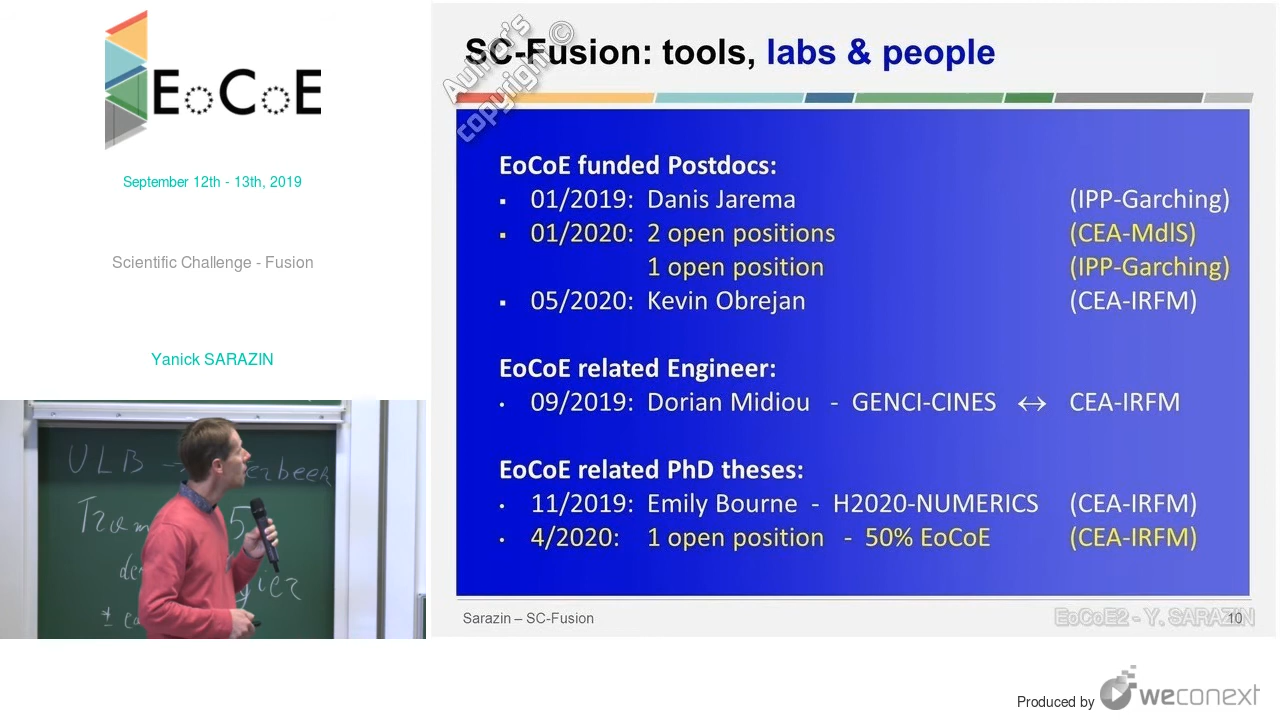 EoCoE
September 12th - 13th, 2019
Scientific Challenge - Fusion
Yanick SARAZIN
ULB →
Author's ©
copyright
SC-Fusion: tools, labs & people
EoCoE funded Postdocs:
▪ 01/2019: Danis Jarema (IPP-Garching)
▪ 01/2020: 2 open positions (CEA-MdlS)
1 open position (IPP-Garching)
▪ 05/2020: Kevin Obrejan (CEA-IRFM)
EoCoE related Engineer:
• 09/2019: Dorian Midiou - GENCI-CINES ↔ CEA-IRFM
EoCoE related PhD theses:
• 11/2019: Emily Bourne - H2020-NUMERICS (CEA-IRFM)
• 4/2020: 1 open position - 50% EoCoE (CEA-IRFM)
Sarazin – SC-Fusion
EoCoE2 - Y. SARAZIN
10
Produced by weconext